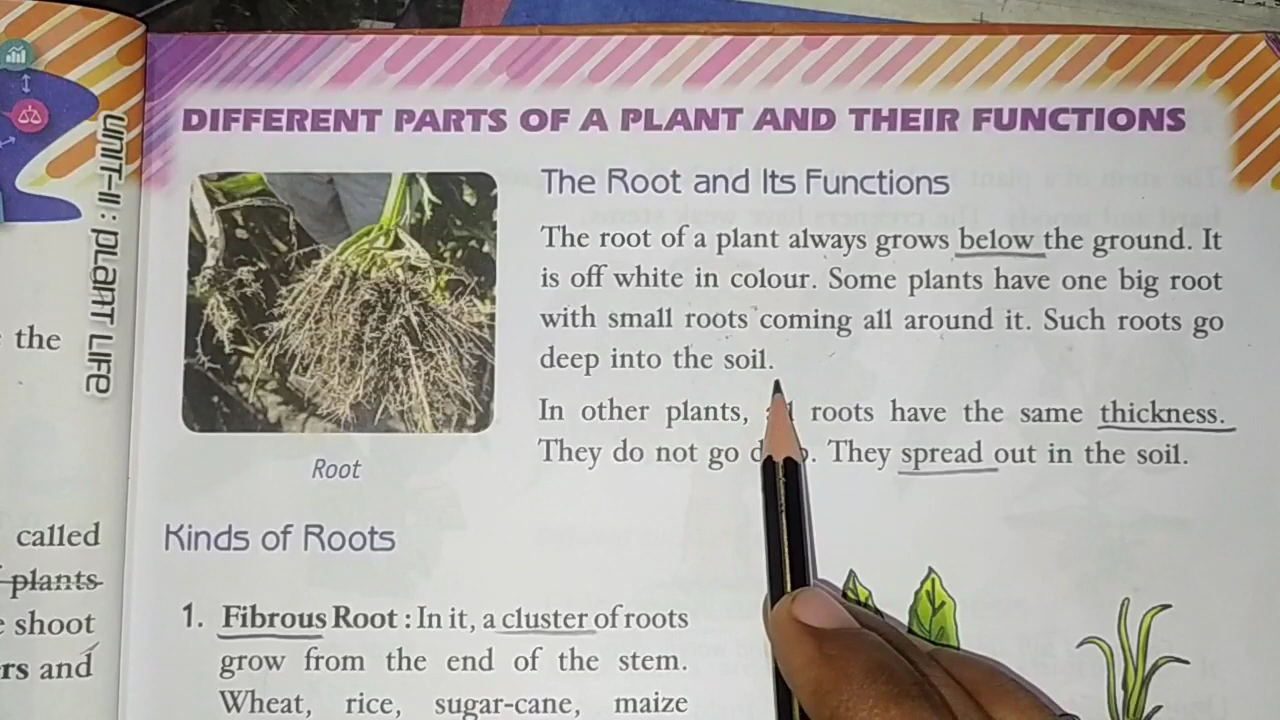 DIFFERENT PARTS OF A PLANT AND THEIR FUNCTIONS
UNIT-II : PLANT LIFE
the
called
plants
shoot
rs and
The Root and Its Functions
The root of a plant always grows below the ground. It
is off white in colour. Some plants have one big root
with small roots coming all around it. Such roots go
deep into the soil.
In other plants, roots have the same thickness.
They do not go . They spread out in the soil.
Root
Kinds of Roots
1. Fibrous Root : In it, a cluster of roots
grow from the end of the stem.
Wheat, rice, sugar-cane, maize